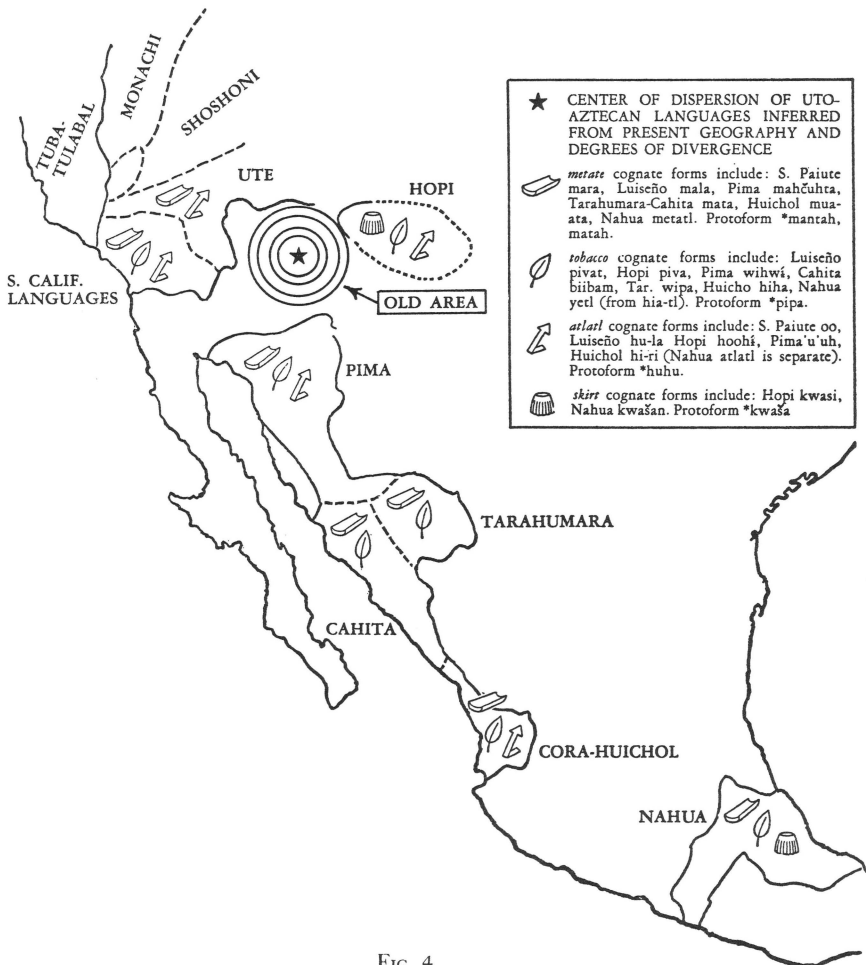 TUBA-
TULABAL
MONACHI
SHOSHONI
UTE
HOPI
S. CALIF.
LANGUAGES
OLD AREA
PIMA
TARAHUMARA
CAHITA
CORA-HUICHOL
NAHUA
CENTER OF DISPERSION OF UTO-
AZTECAN LANGUAGES INFERRED
FROM PRESENT GEOGRAPHY AND
DEGREES OF DIVERGENCE
metate cognate forms include: S. Paiute
mara, Luiseño mala, Pima mahčuhta,
Tarahumara-Cahita mata, Huichol mua-
ata, Nahua metatl. Protoform *mantah,
matah.
tobacco cognate forms include: Luiseño
pivat, Hopi piva, Pima wihwí, Cahita
biibam, Tar. wipa, Huicho hiha, Nahua
yetl (from hia-tl). Protoform *pipa.
atlatl cognate forms include: S. Paiute oo,
Luiseño hu-la Hopi hoohí, Pima'u'uh,
Huichol hi-ri (Nahua atlatl is separate).
Protoform *huhu.
skirt cognate forms include: Hopi kwasi,
Nahua kwašan. Protoform *kwaša
FIG. 4